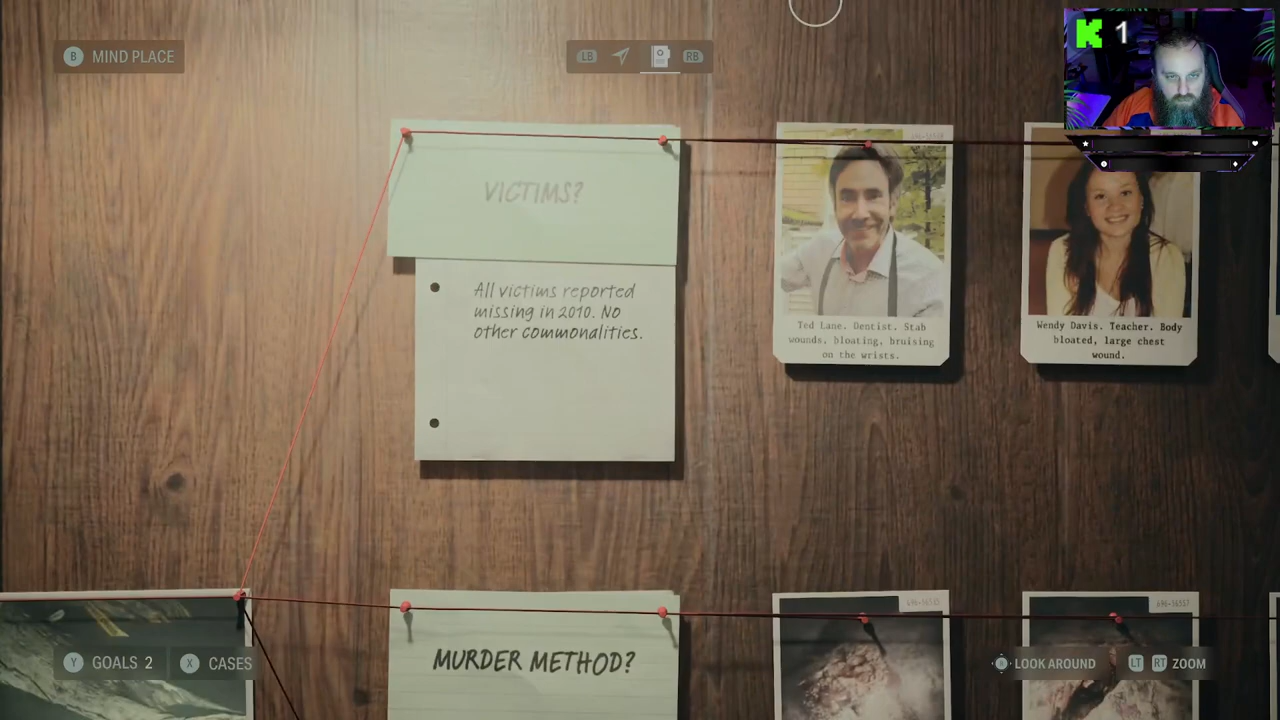 B MIND PLACE
LB RB
K 1
VICTIMS?
All victims reported
missing in 2010. No
other commonalities.
Ted Lane. Dentist. Stab
wounds, bloating, bruising
on the wrists.
Wendy Davis. Teacher. Body
bloated, large chest
wound.
MURDER METHOD?
Y GOALS 2 X CASES
LOOK AROUND LT RT ZOOM